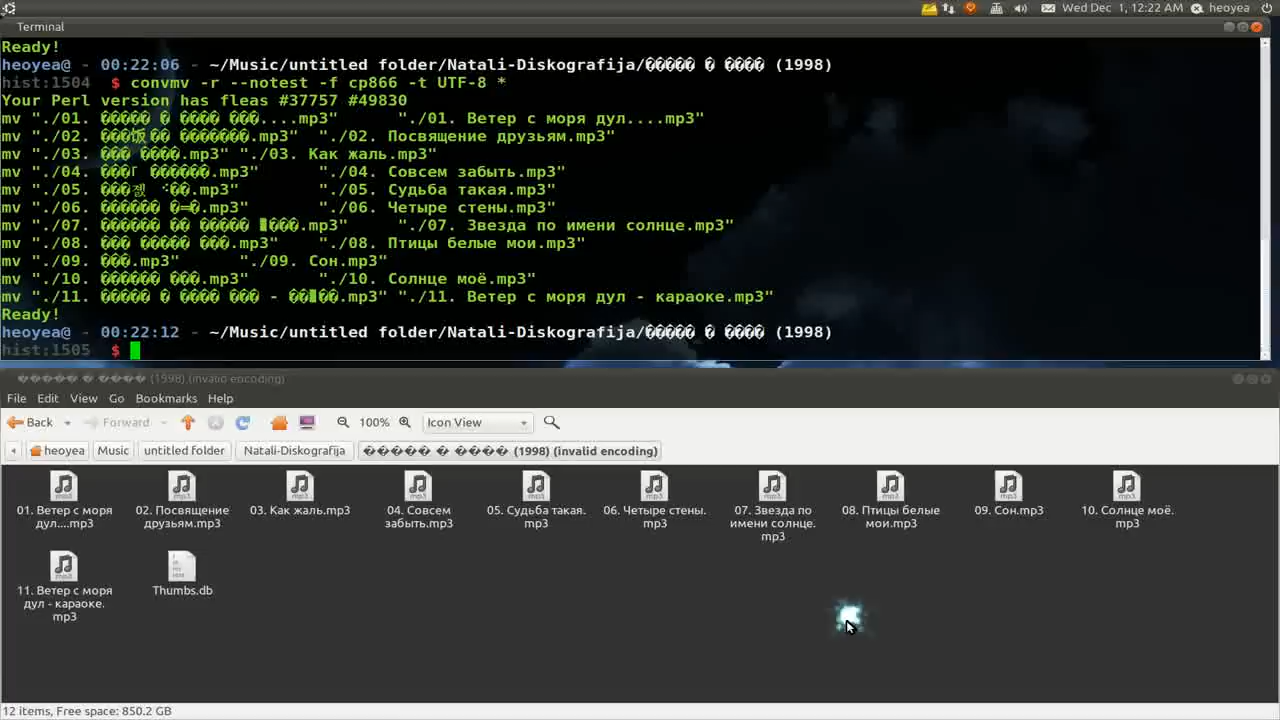 Wed Dec 1, 12:22 AM heoyea
Terminal
Ready!
heoyea@ - 00:22:06 - ~/Music/untitled folder/Natali-Diskografija/����� � ���� (1998)
hist:1504 $ convmv -r --notest -f cp866 -t UTF-8 *
Your Perl version has fleas #37757 #49830
mv "./01. ����� � ���� ���....mp3" "./01. Ветер с моря дул....mp3"
mv "./02. �������.mp3" "./02. Посвящение друзьям.mp3"
mv "./03. ��� ����.mp3" "./03. Как жаль.mp3"
mv "./04. ���Г ������.mp3" "./04. Совсем забыть.mp3"
mv "./05. .mp3" "./05. Судьба такая.mp3"
mv "./06. ������ �=�.mp3" "./06. Четыре стены.mp3"
mv "./07. ������ �� ����� ���.mp3" "./07. Звезда по имени солнце.mp3"
mv "./08. ��� ����� ���.mp3" "./08. Птицы белые мои.mp3"
mv "./09. ���.mp3" "./09. Сон.mp3"
mv "./10. ������ ���.mp3" "./10. Солнце моё.mp3"
mv "./11. ����� � ���� ��� - ����.mp3" "./11. Ветер с моря дул - караоке.mp3"
Ready!
heoyea@ - 00:22:12 - ~/Music/untitled folder/Natali-Diskografija/����� � ���� (1998)
hist:1505 $
����� � ���� (1998) (invalid encoding)
File Edit View Go Bookmarks Help
Back Forward 100% Icon View
heoyea Music untitled folder Natali-Diskografija ����� � ���� (1998) (invalid encoding)
01. Ветер с моря
дул....mp3
02. Посвящение
друзьям.mp3
03. Как жаль.mp3
04. Совсем
забыть.mp3
05. Судьба такая.
mp3
06. Четыре стены.
mp3
07. Звезда по
имени солнце.
mp3
08. Птицы белые
мои.mp3
09. Сон.mp3
10. Солнце моё.
mp3
11. Ветер с моря
дул - караоке.
mp3
Thumbs.db
12 items, Free space: 850.2 GB